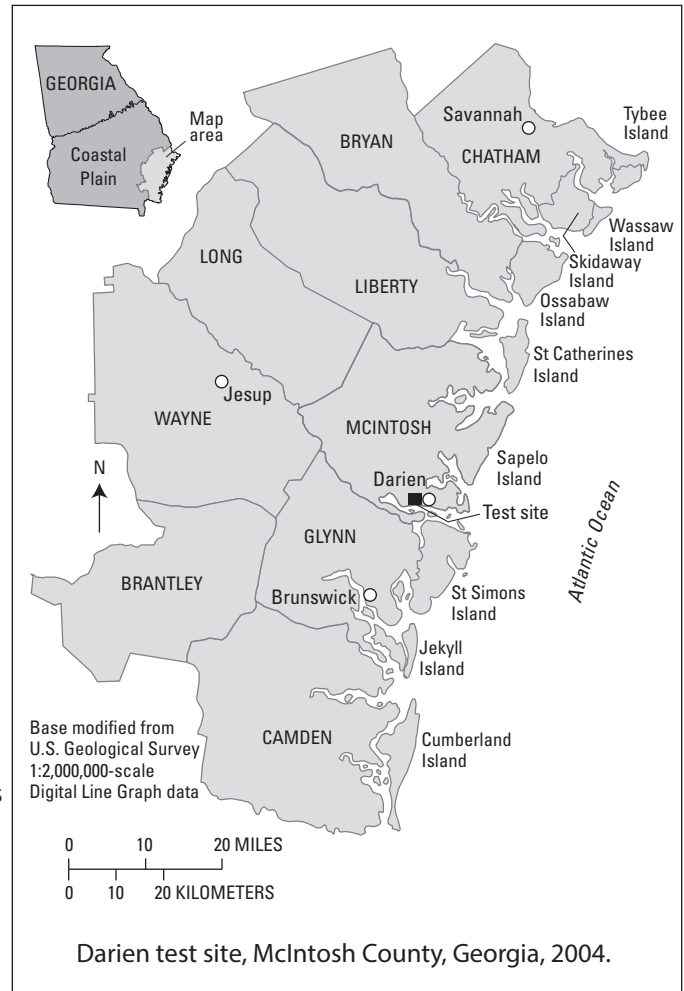 GEORGIA
Coastal
Plain
Map
area
Savannah
Tybee
Island
BRYAN
CHATHAM
Wassaw
Island
Skidaway
Island
Ossabaw
Island
LONG
LIBERTY
St Catherines
Island
Jesup
WAYNE
MCINTOSH
Sapelo
Island
N
Darien
Test site
GLYNN
Atlantic Ocean
BRANTLEY
Brunswick
St Simons
Island
Jekyll
Island
CAMDEN
Cumberland
Island
Base modified from
U.S. Geological Survey
1:2,000,000-scale
Digital Line Graph data
0 10 20 MILES
0 10 20 KILOMETERS
Darien test site, McIntosh County, Georgia, 2004.